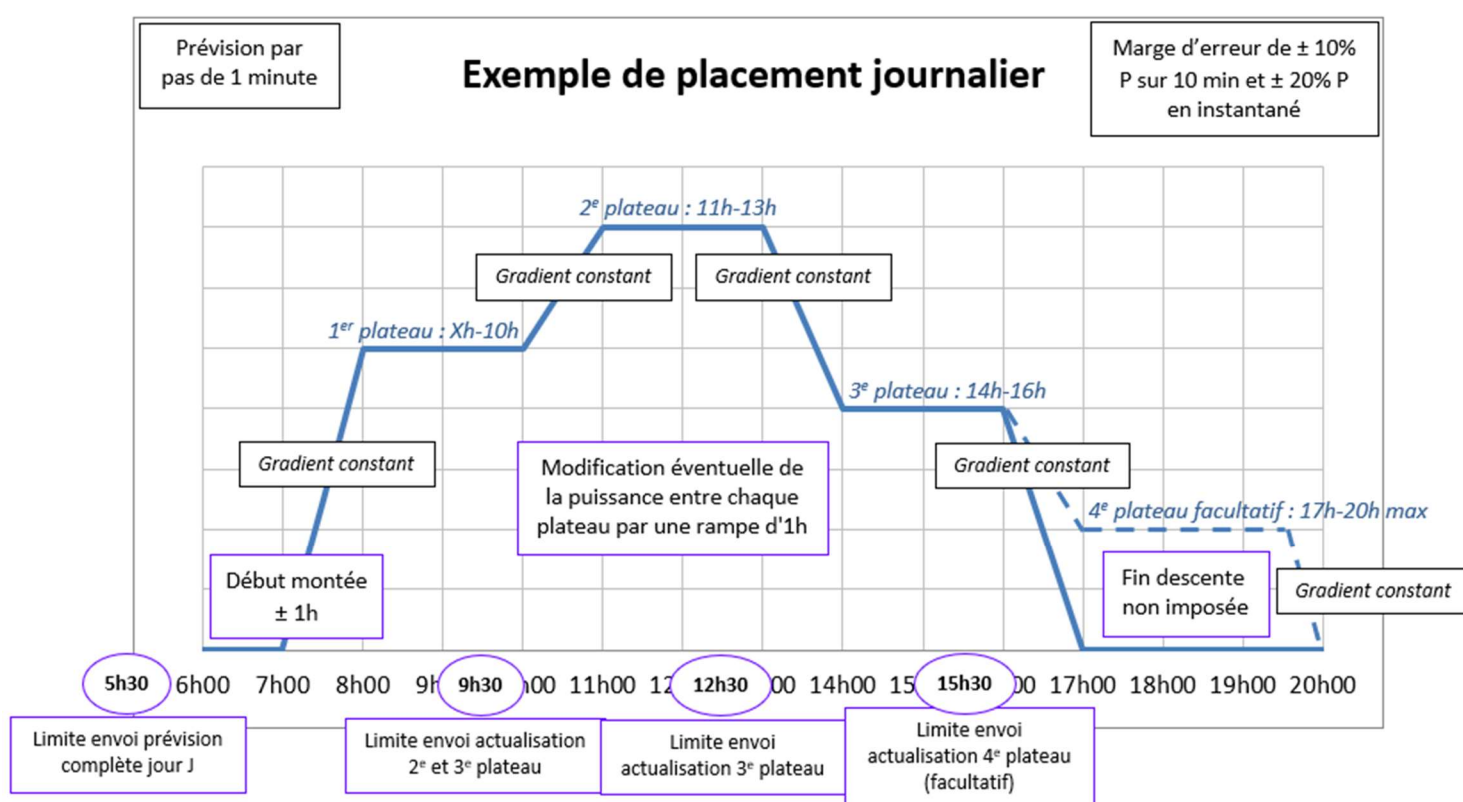 Prévision par
pas de 1 minute
Exemple de placement journalier
Marge d’erreur de ± 10%
P sur 10 min et ± 20% P
en instantané
2e plateau : 11h-13h
Gradient constant
Gradient constant
1er plateau : Xh-10h
3e plateau : 14h-16h
Gradient constant
Modification éventuelle de
la puissance entre chaque
plateau par une rampe d'1h
Gradient constant
4e plateau facultatif : 17h-20h max
Début montée
± 1h
Fin descente
non imposée
Gradient constant
5h30 6h00 7h00 8h00 9h30 11h00 12h30 14h00 15h30 17h00 18h00 19h00 20h00
Limite envoi prévision
complète jour J
Limite envoi actualisation
2e et 3e plateau
Limite envoi
actualisation 3e plateau
Limite envoi
actualisation 4e plateau
(facultatif)